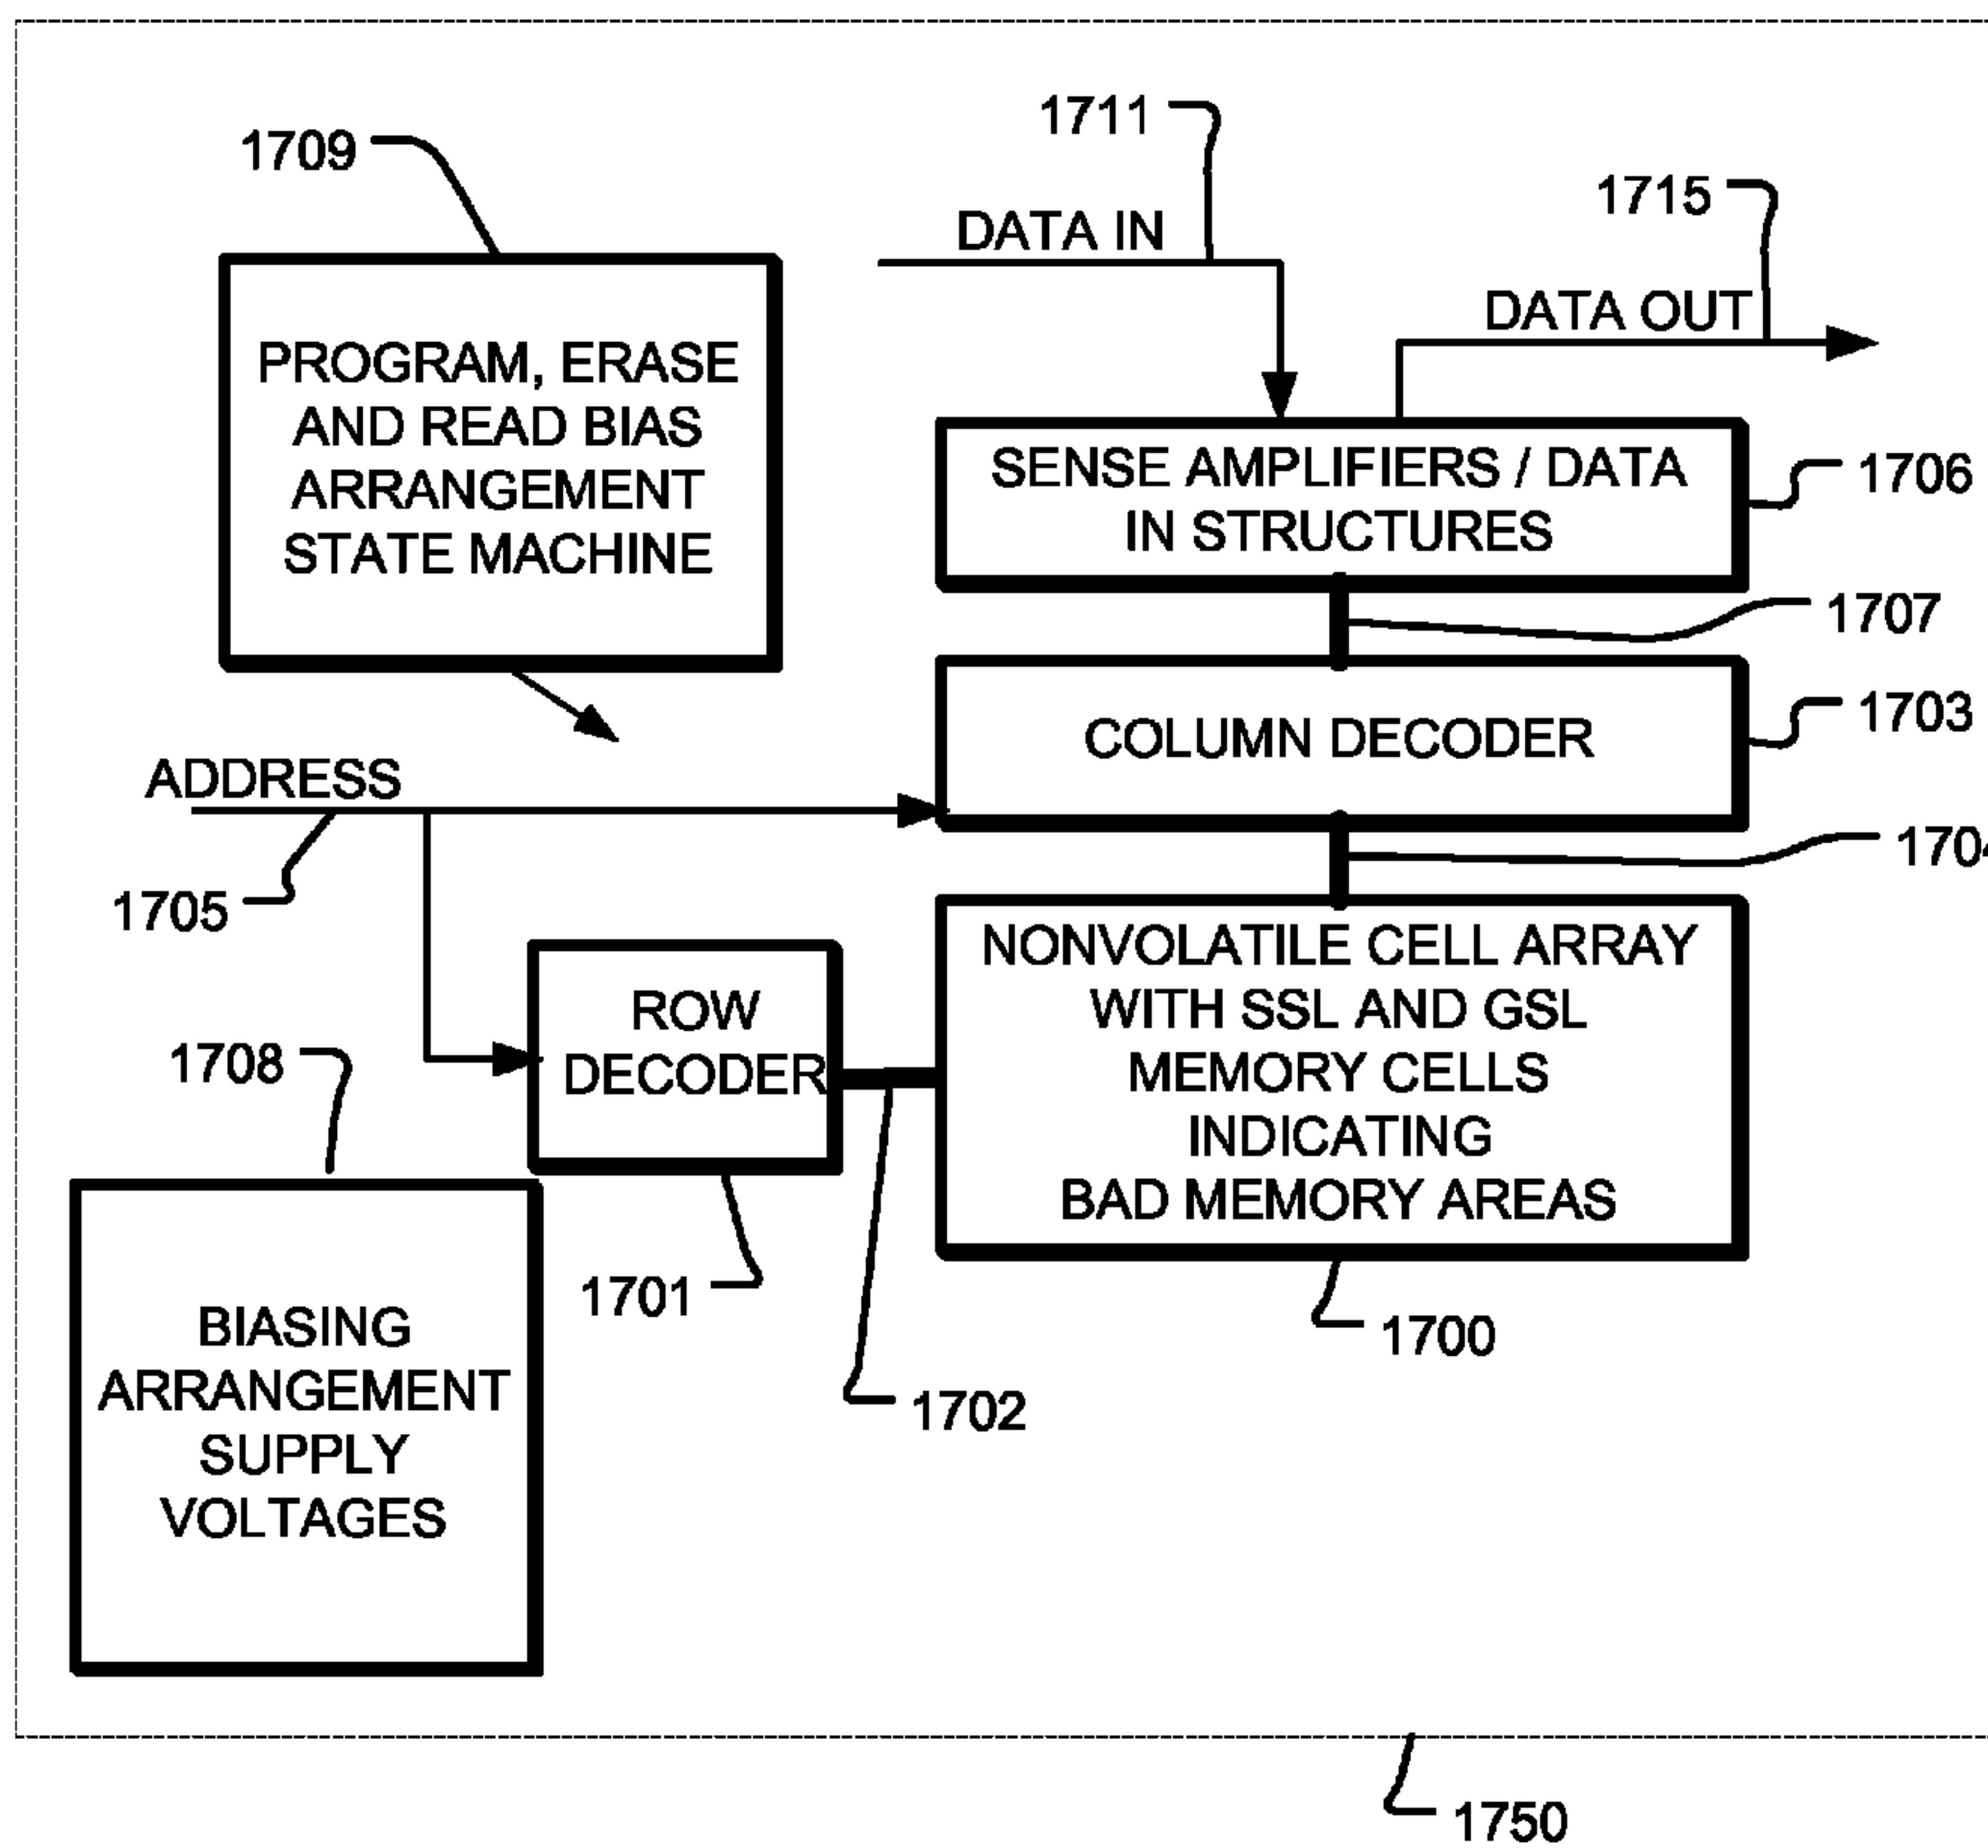 1711
1709
1715
DATA IN
DATA OUT
PROGRAM, ERASE
AND READ BIAS
ARRANGEMENT
STATE MACHINE
SENSE AMPLIFIERS / DATA
IN STRUCTURES
1706
1707
COLUMN DECODER
1703
ADDRESS
1704
1705
NONVOLATILE CELL ARRAY
WITH SSL AND GSL
MEMORY CELLS
INDICATING
BAD MEMORY AREAS
ROW
DECODER
1708
1701
1700
1702
BIASING
ARRANGEMENT
SUPPLY
VOLTAGES
1750